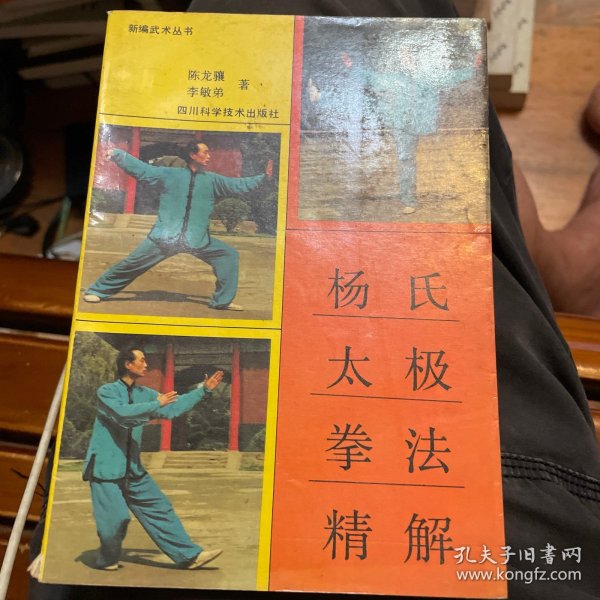 新编武术丛书
陈龙骧
李敏弟
著
四川科学技术出版社
杨氏
太极
拳法
精解
孔夫子旧书网
www.kongfz.com